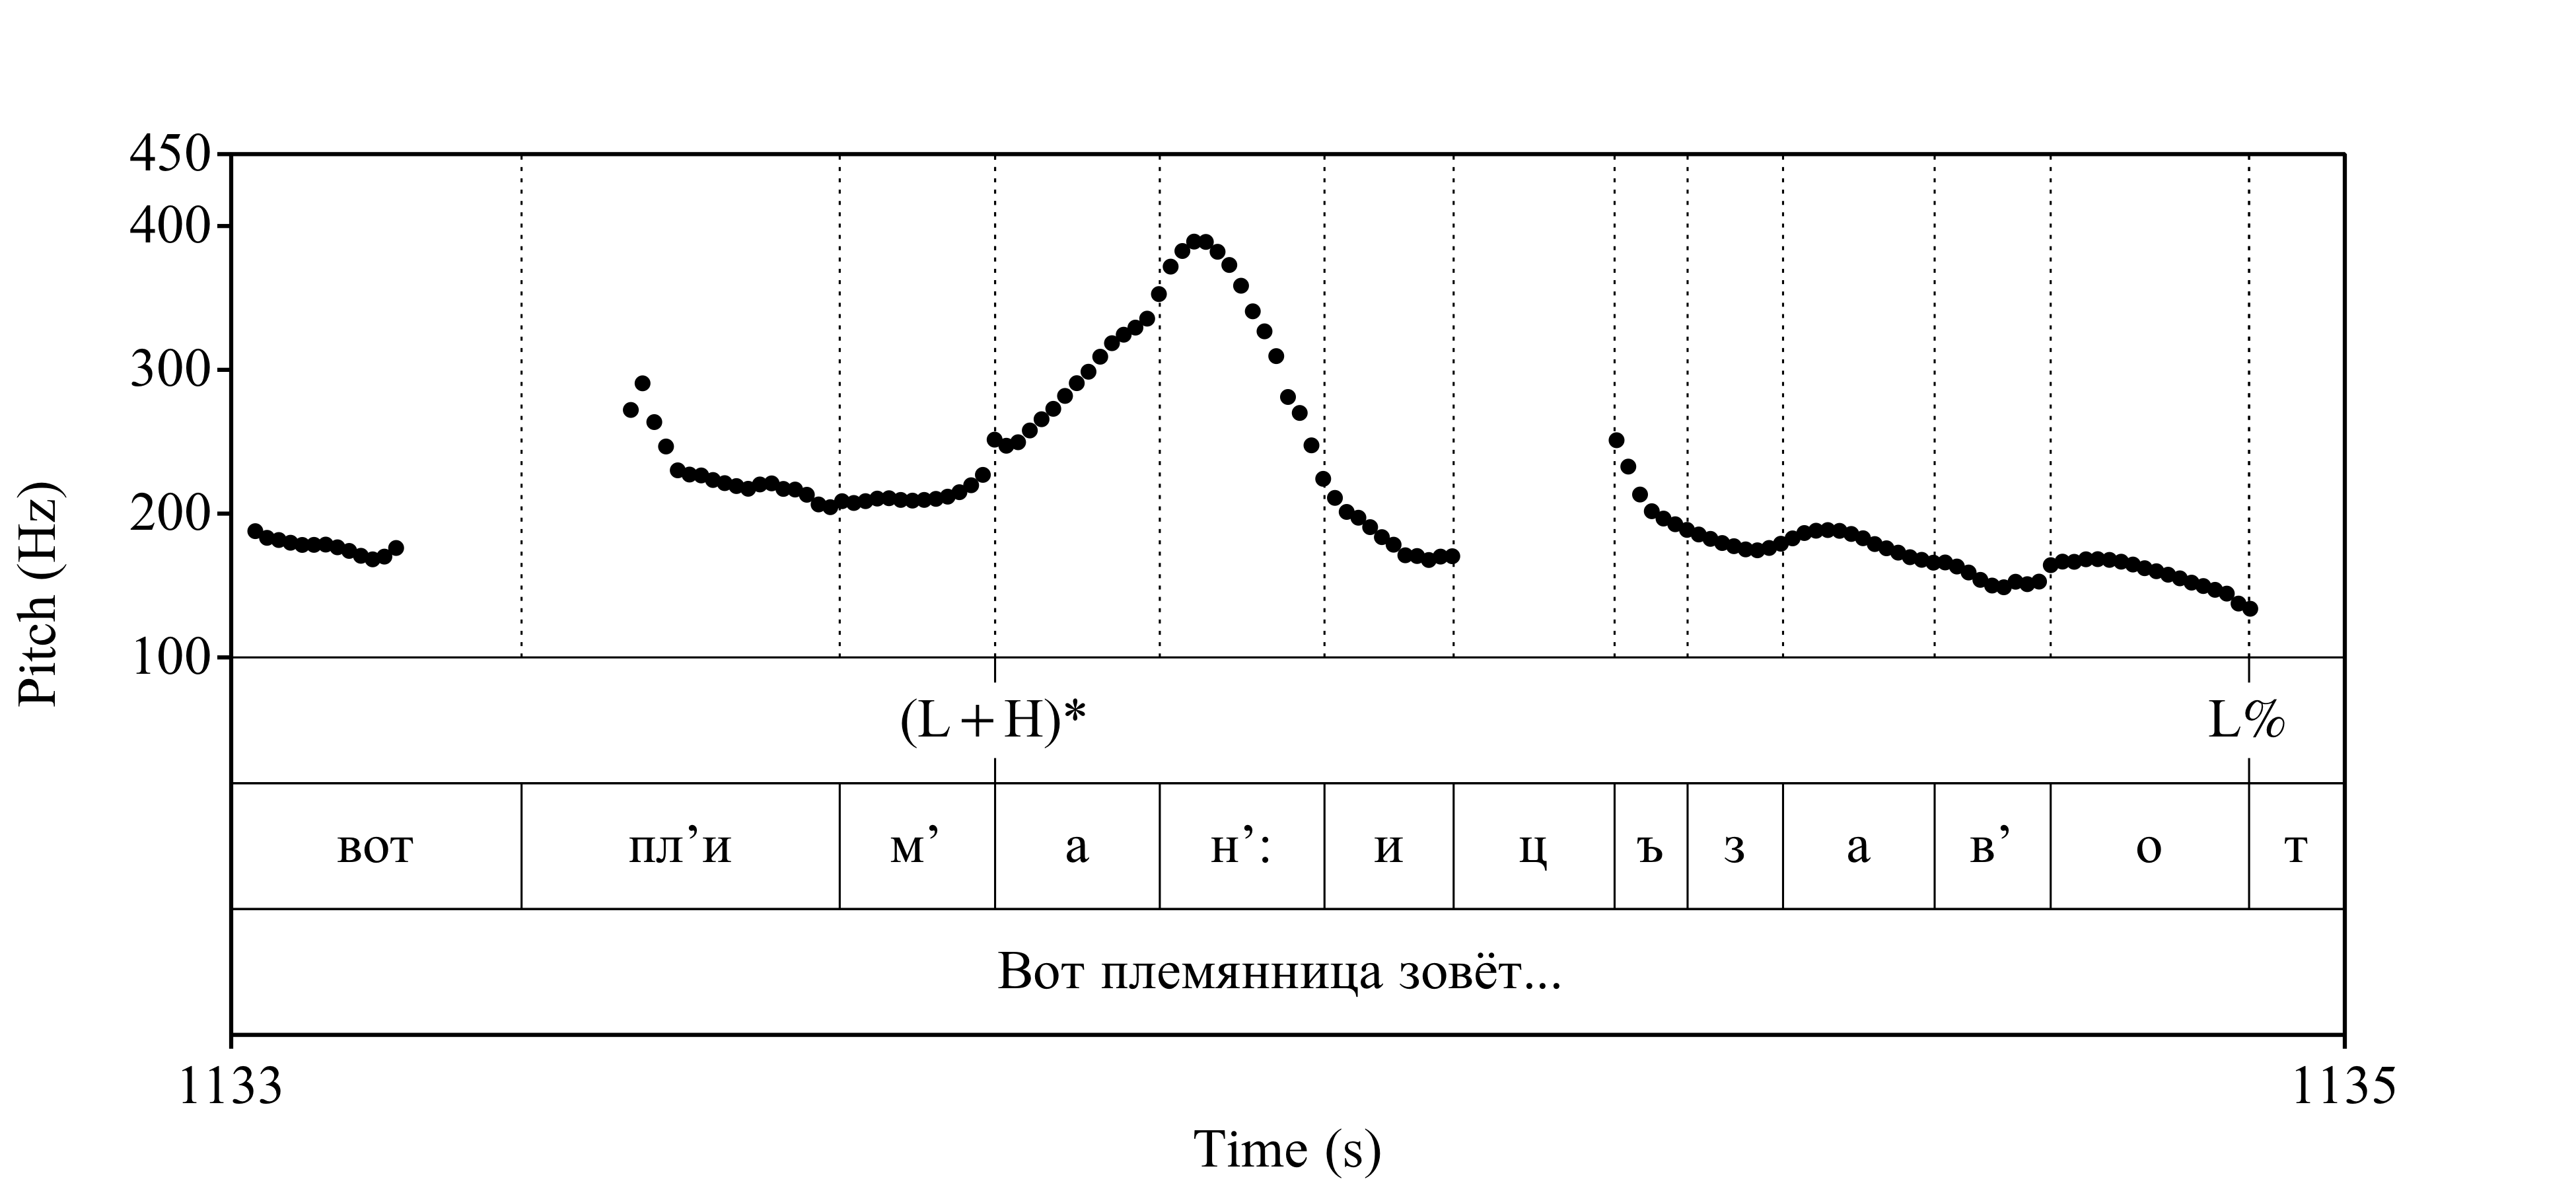 450
400
300
200
100
Pitch (Hz)
(L+H)* L%
вот пл’и м’ а н’: и ц ъ з а в’ о т
Вот племянница зовёт...
1133 1135
Time (s)